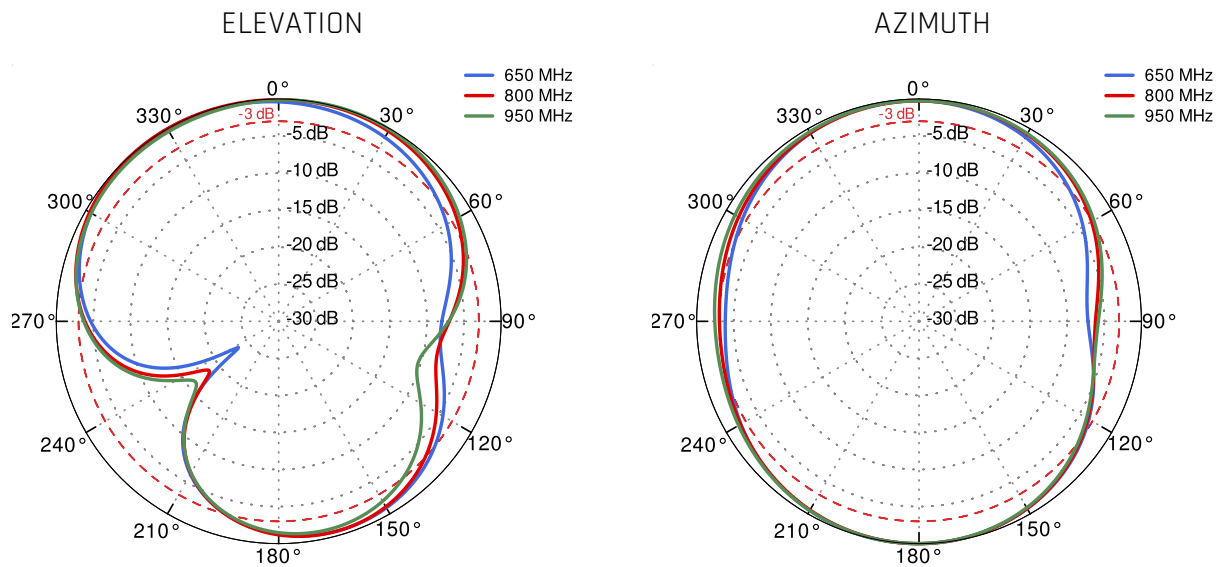 ELEVATION
650 MHz
800 MHz
950 MHz
0°
30°
60°
90°
120°
150°
180°
210°
240°
270°
300°
330°
-3 dB
-5 dB
-10 dB
-15 dB
-20 dB
-25 dB
-30 dB
AZIMUTH
650 MHz
800 MHz
950 MHz
0°
30°
60°
90°
120°
150°
180°
210°
240°
270°
300°
330°
-3 dB
-5 dB
-10 dB
-15 dB
-20 dB
-25 dB
-30 dB